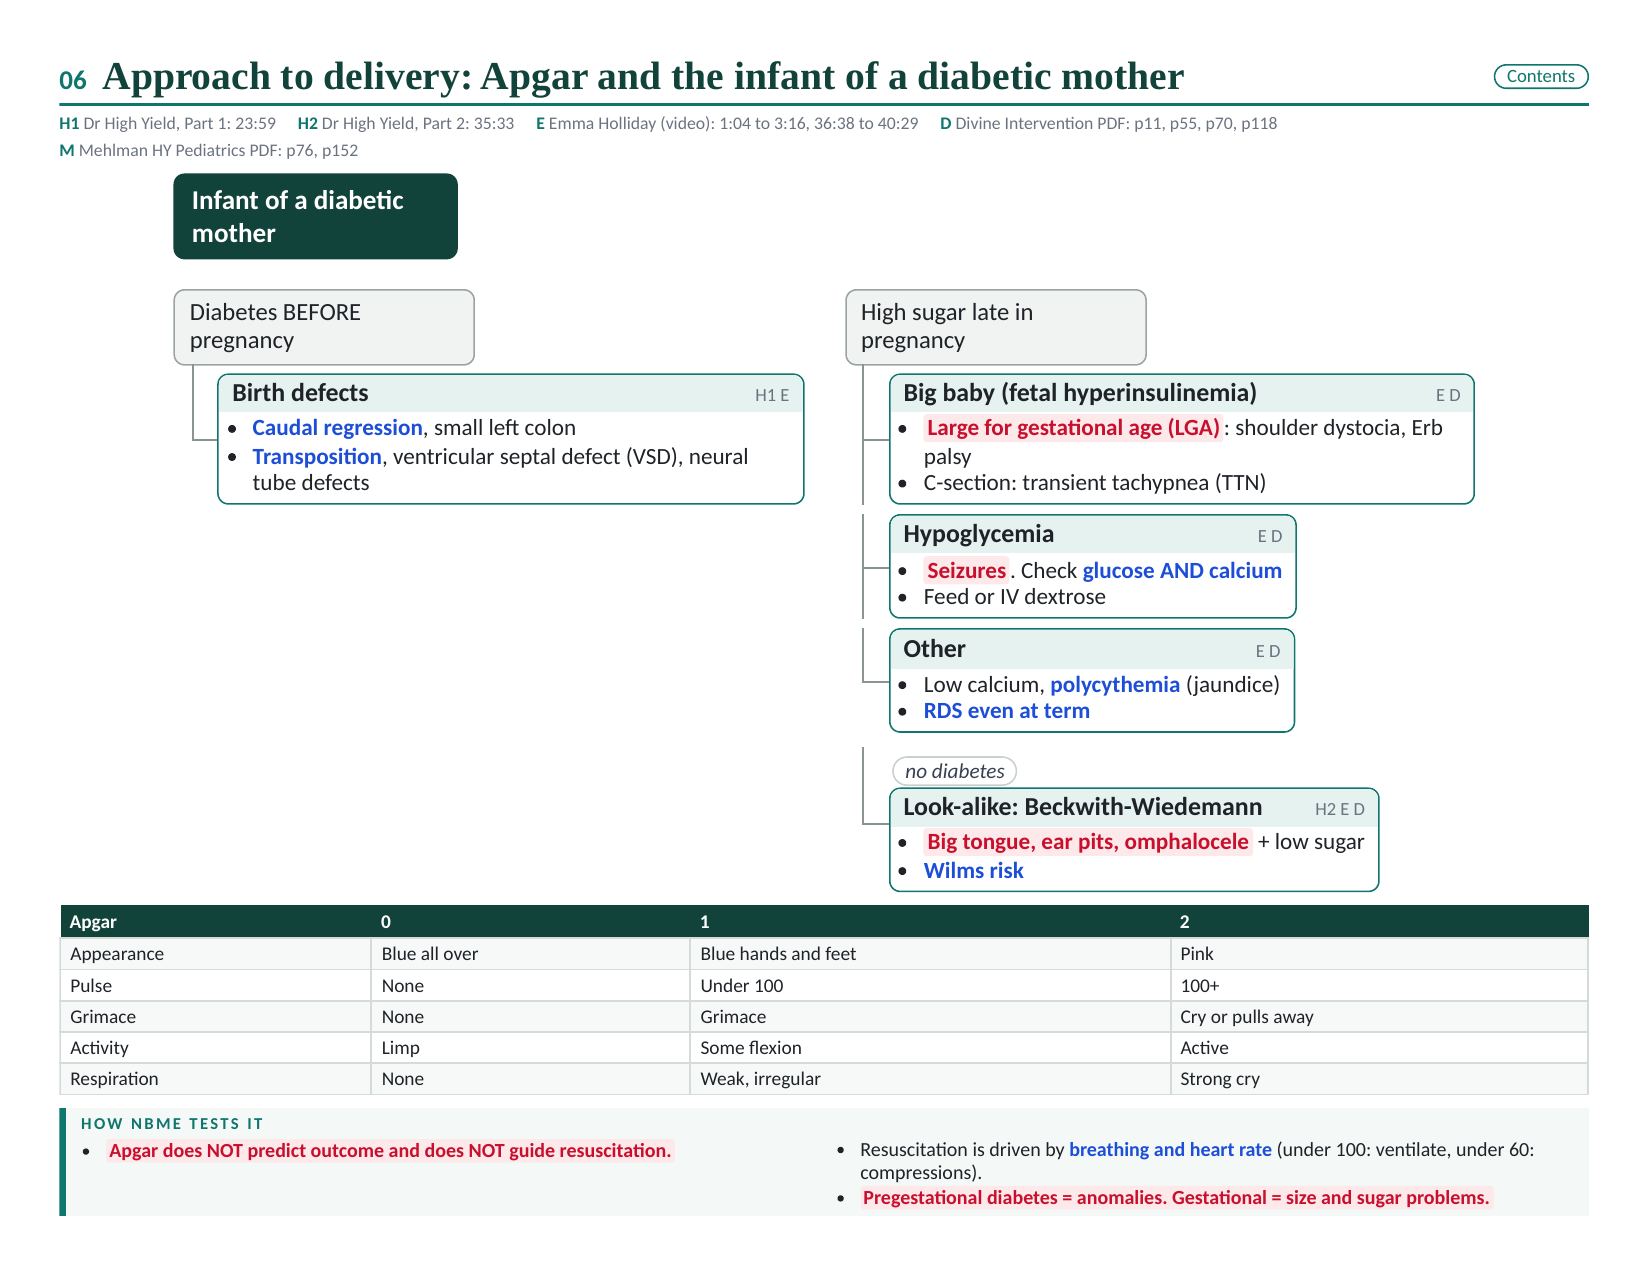 06 Approach to delivery: Apgar and the infant of a diabetic mother
Contents
H1 Dr High Yield, Part 1: 23:59 H2 Dr High Yield, Part 2: 35:33 E Emma Holliday (video): 1:04 to 3:16, 36:38 to 40:29 D Divine Intervention PDF: p11, p55, p70, p118
M Mehlman HY Pediatrics PDF: p76, p152
Infant of a diabetic
mother
Diabetes BEFORE
pregnancy
Birth defects H1 E
• Caudal regression, small left colon
• Transposition, ventricular septal defect (VSD), neural
tube defects
High sugar late in
pregnancy
Big baby (fetal hyperinsulinemia) E D
• Large for gestational age (LGA): shoulder dystocia, Erb
palsy
• C-section: transient tachypnea (TTN)
Hypoglycemia E D
• Seizures. Check glucose AND calcium
• Feed or IV dextrose
Other E D
• Low calcium, polycythemia (jaundice)
• RDS even at term
no diabetes
Look-alike: Beckwith-Wiedemann H2 E D
• Big tongue, ear pits, omphalocele + low sugar
• Wilms risk
Apgar 0 1 2
Appearance Blue all over Blue hands and feet Pink
Pulse None Under 100 100+
Grimace None Grimace Cry or pulls away
Activity Limp Some flexion Active
Respiration None Weak, irregular Strong cry
HOW NBME TESTS IT
• Apgar does NOT predict outcome and does NOT guide resuscitation.
• Resuscitation is driven by breathing and heart rate (under 100: ventilate, under 60:
compressions).
• Pregestational diabetes = anomalies. Gestational = size and sugar problems.